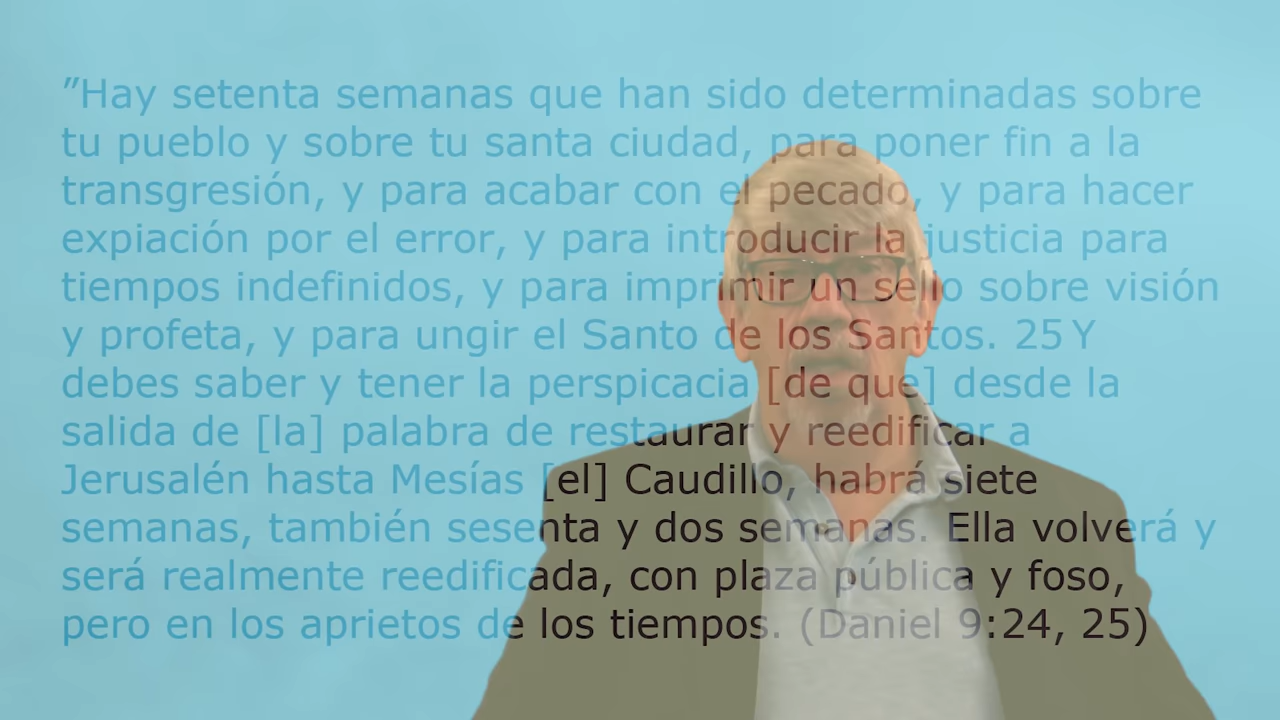 ”Hay setenta semanas que han sido determinadas sobre
tu pueblo y sobre tu santa ciudad, para poner fin a la
transgresión, y para acabar con el pecado, y para hacer
expiación por el error, y para introducir la justicia para
tiempos indefinidos, y para imprimir un sello sobre visión
y profeta, y para ungir el Santo de los Santos. 25 Y
debes saber y tener la perspicacia [de que] desde la
salida de [la] palabra de restaurar y reedificar a
Jerusalén hasta Mesías [el] Caudillo, habrá siete
semanas, también sesenta y dos semanas. Ella volverá y
será realmente reedificada, con plaza pública y foso,
pero en los aprietos de los tiempos. (Daniel 9:24, 25)